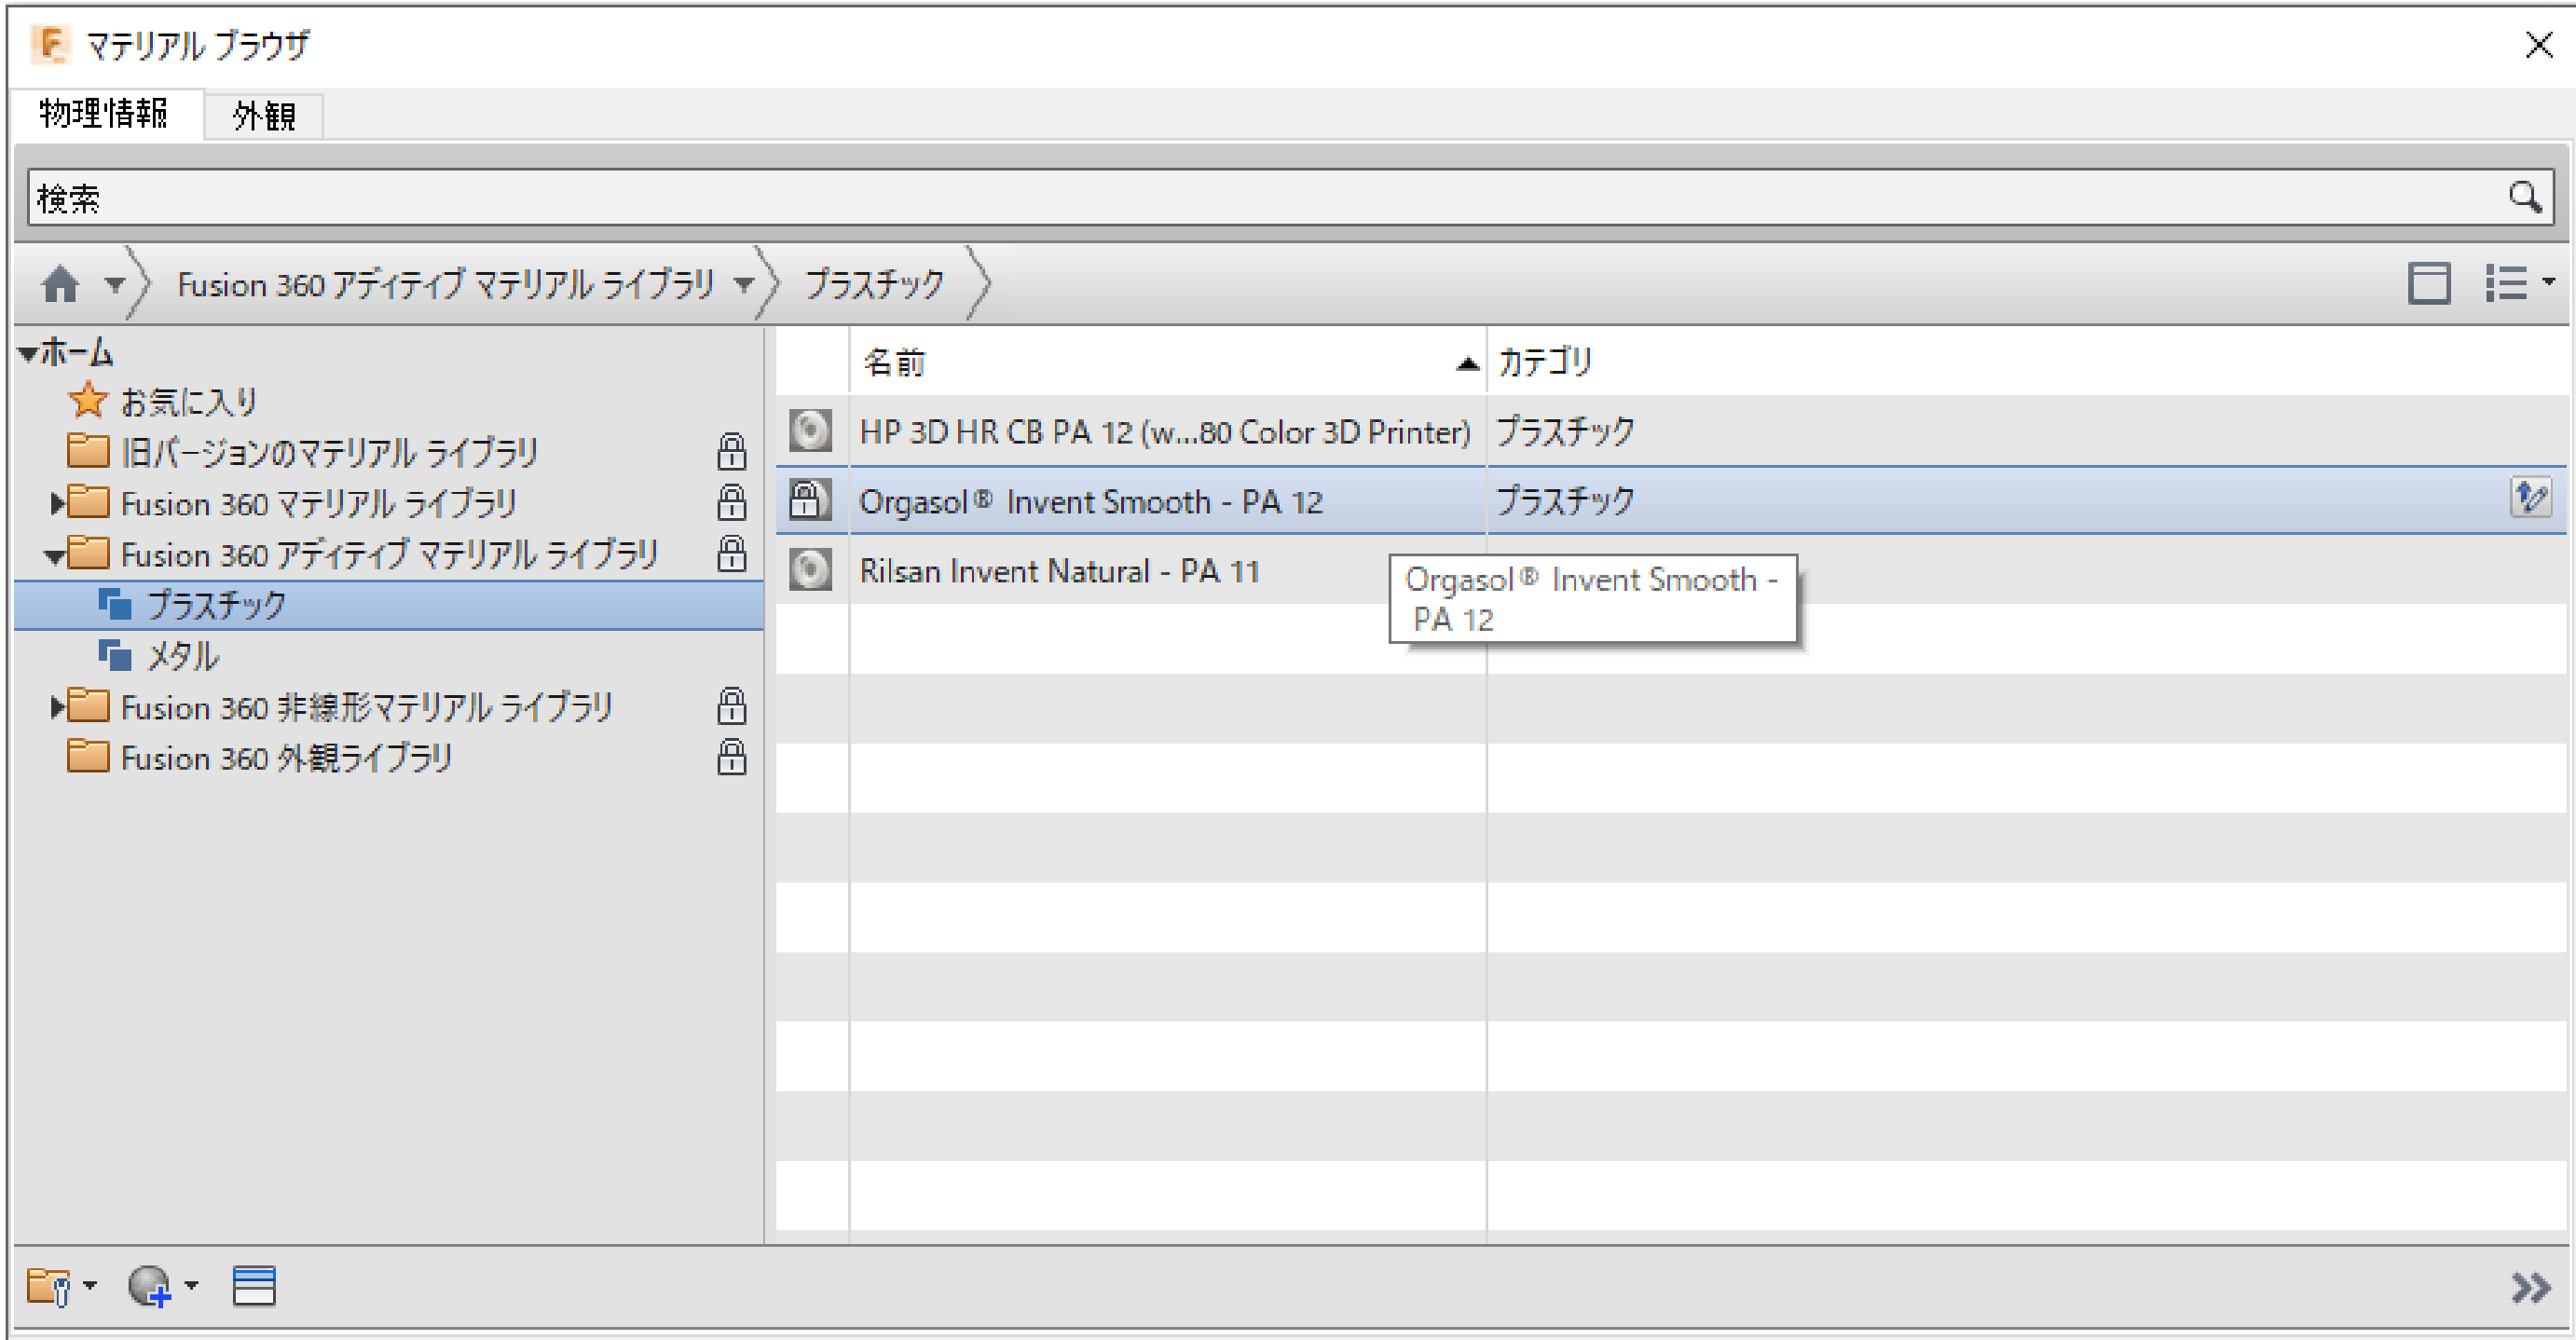 マテリアル ブラウザ
物理情報
外観
検索
Fusion 360 アディティブ マテリアル ライブラリ
プラスチック
ホーム
お気に入り
旧バージョンのマテリアル ライブラリ
Fusion 360 マテリアル ライブラリ
Fusion 360 アディティブ マテリアル ライブラリ
プラスチック
メタル
Fusion 360 非線形マテリアル ライブラリ
Fusion 360 外観ライブラリ
名前 カテゴリ
HP 3D HR CB PA 12 (w...80 Color 3D Printer) プラスチック
Orgasol® Invent Smooth - PA 12 プラスチック
Rilsan Invent Natural - PA 11
Orgasol® Invent Smooth -
PA 12